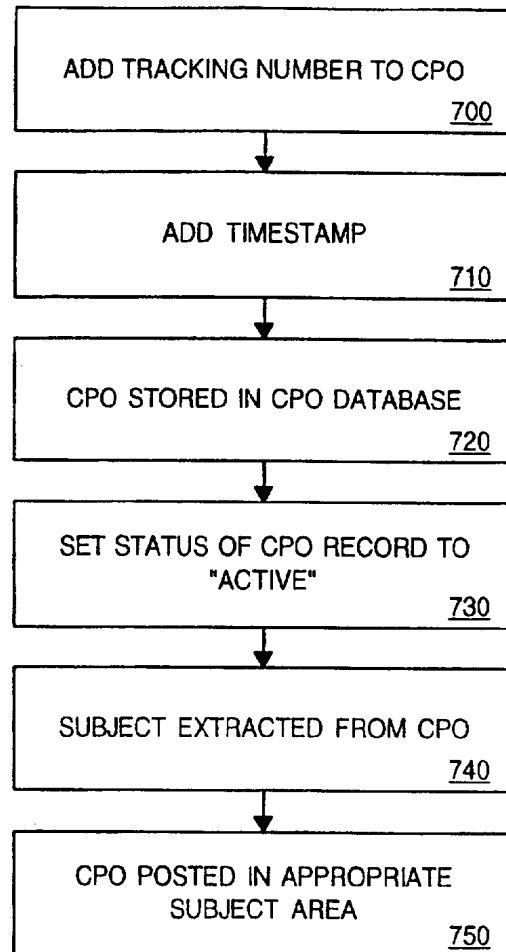 ADD TRACKING NUMBER TO CPO
700
ADD TIMESTAMP
710
CPO STORED IN CPO DATABASE
720
SET STATUS OF CPO RECORD TO
"ACTIVE"
730
SUBJECT EXTRACTED FROM CPO
740
CPO POSTED IN APPROPRIATE
SUBJECT AREA
750